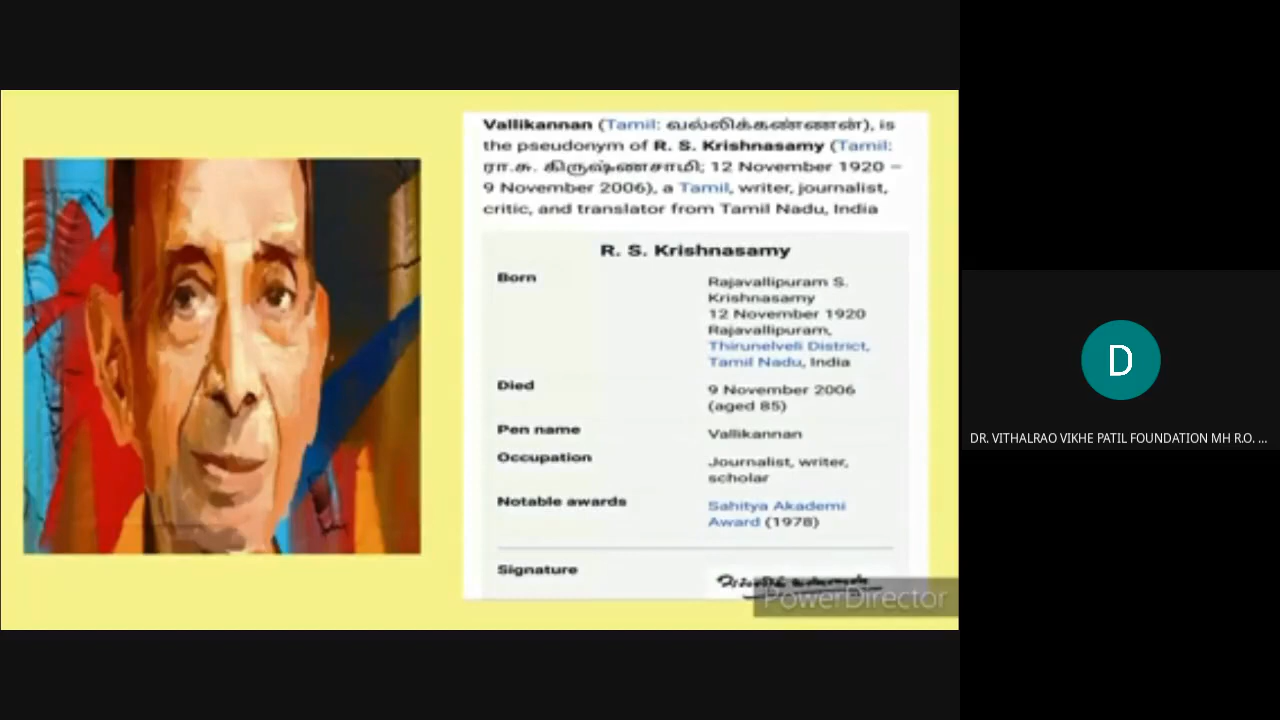 Vallikannan (Tamil: வல்லிக்கண்ணன்), is
the pseudonym of R. S. Krishnasamy (Tamil:
ரா.சு. கிருஷ்ணசாமி; 12 November 1920 –
9 November 2006), a Tamil, writer, journalist,
critic, and translator from Tamil Nadu, India
R. S. Krishnasamy
Born
Rajavallipuram S.
Krishnasamy
12 November 1920
Rajavallipuram,
Thirunelveli District,
Tamil Nadu, India
Died
9 November 2006
(aged 85)
Pen name
Vallikannan
Occupation
Journalist, writer,
scholar
Notable awards
Sahitya Akademi
Award (1978)
Signature
PowerDirector
D
DR. VITHALRAO VIKHE PATIL FOUNDATION MH R.O. ...